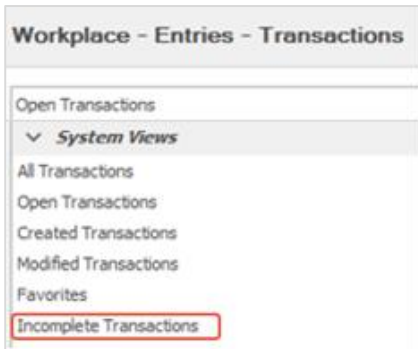 Workplace - Entries - Transactions
Open Transactions
System Views
All Transactions
Open Transactions
Created Transactions
Modified Transactions
Favorites
Incomplete Transactions